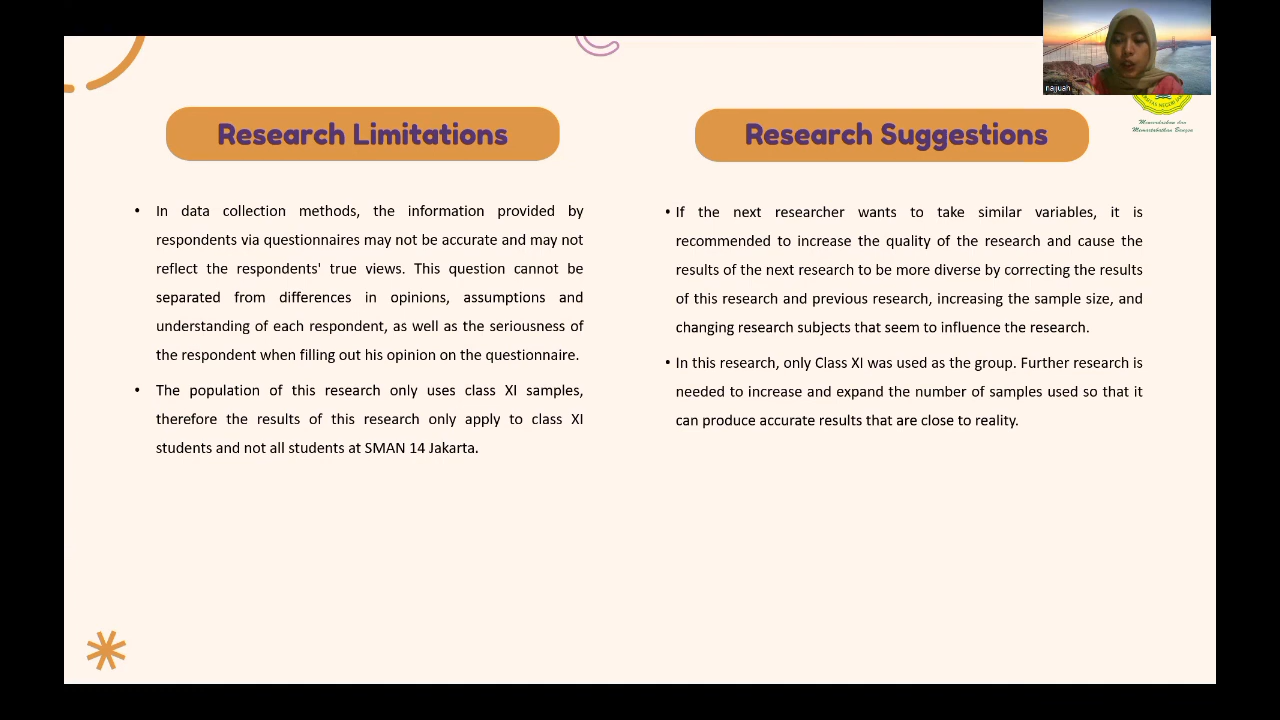 najuah
NEGERI
Mencerdaskan dan
Memartabatkan Bangsa
Research Limitations
• In data collection methods, the information provided by
respondents via questionnaires may not be accurate and may not
reflect the respondents' true views. This question cannot be
separated from differences in opinions, assumptions and
understanding of each respondent, as well as the seriousness of
the respondent when filling out his opinion on the questionnaire.
• The population of this research only uses class XI samples,
therefore the results of this research only apply to class XI
students and not all students at SMAN 14 Jakarta.
Research Suggestions
• If the next researcher wants to take similar variables, it is
recommended to increase the quality of the research and cause the
results of the next research to be more diverse by correcting the results
of this research and previous research, increasing the sample size, and
changing research subjects that seem to influence the research.
• In this research, only Class XI was used as the group. Further research is
needed to increase and expand the number of samples used so that it
can produce accurate results that are close to reality.